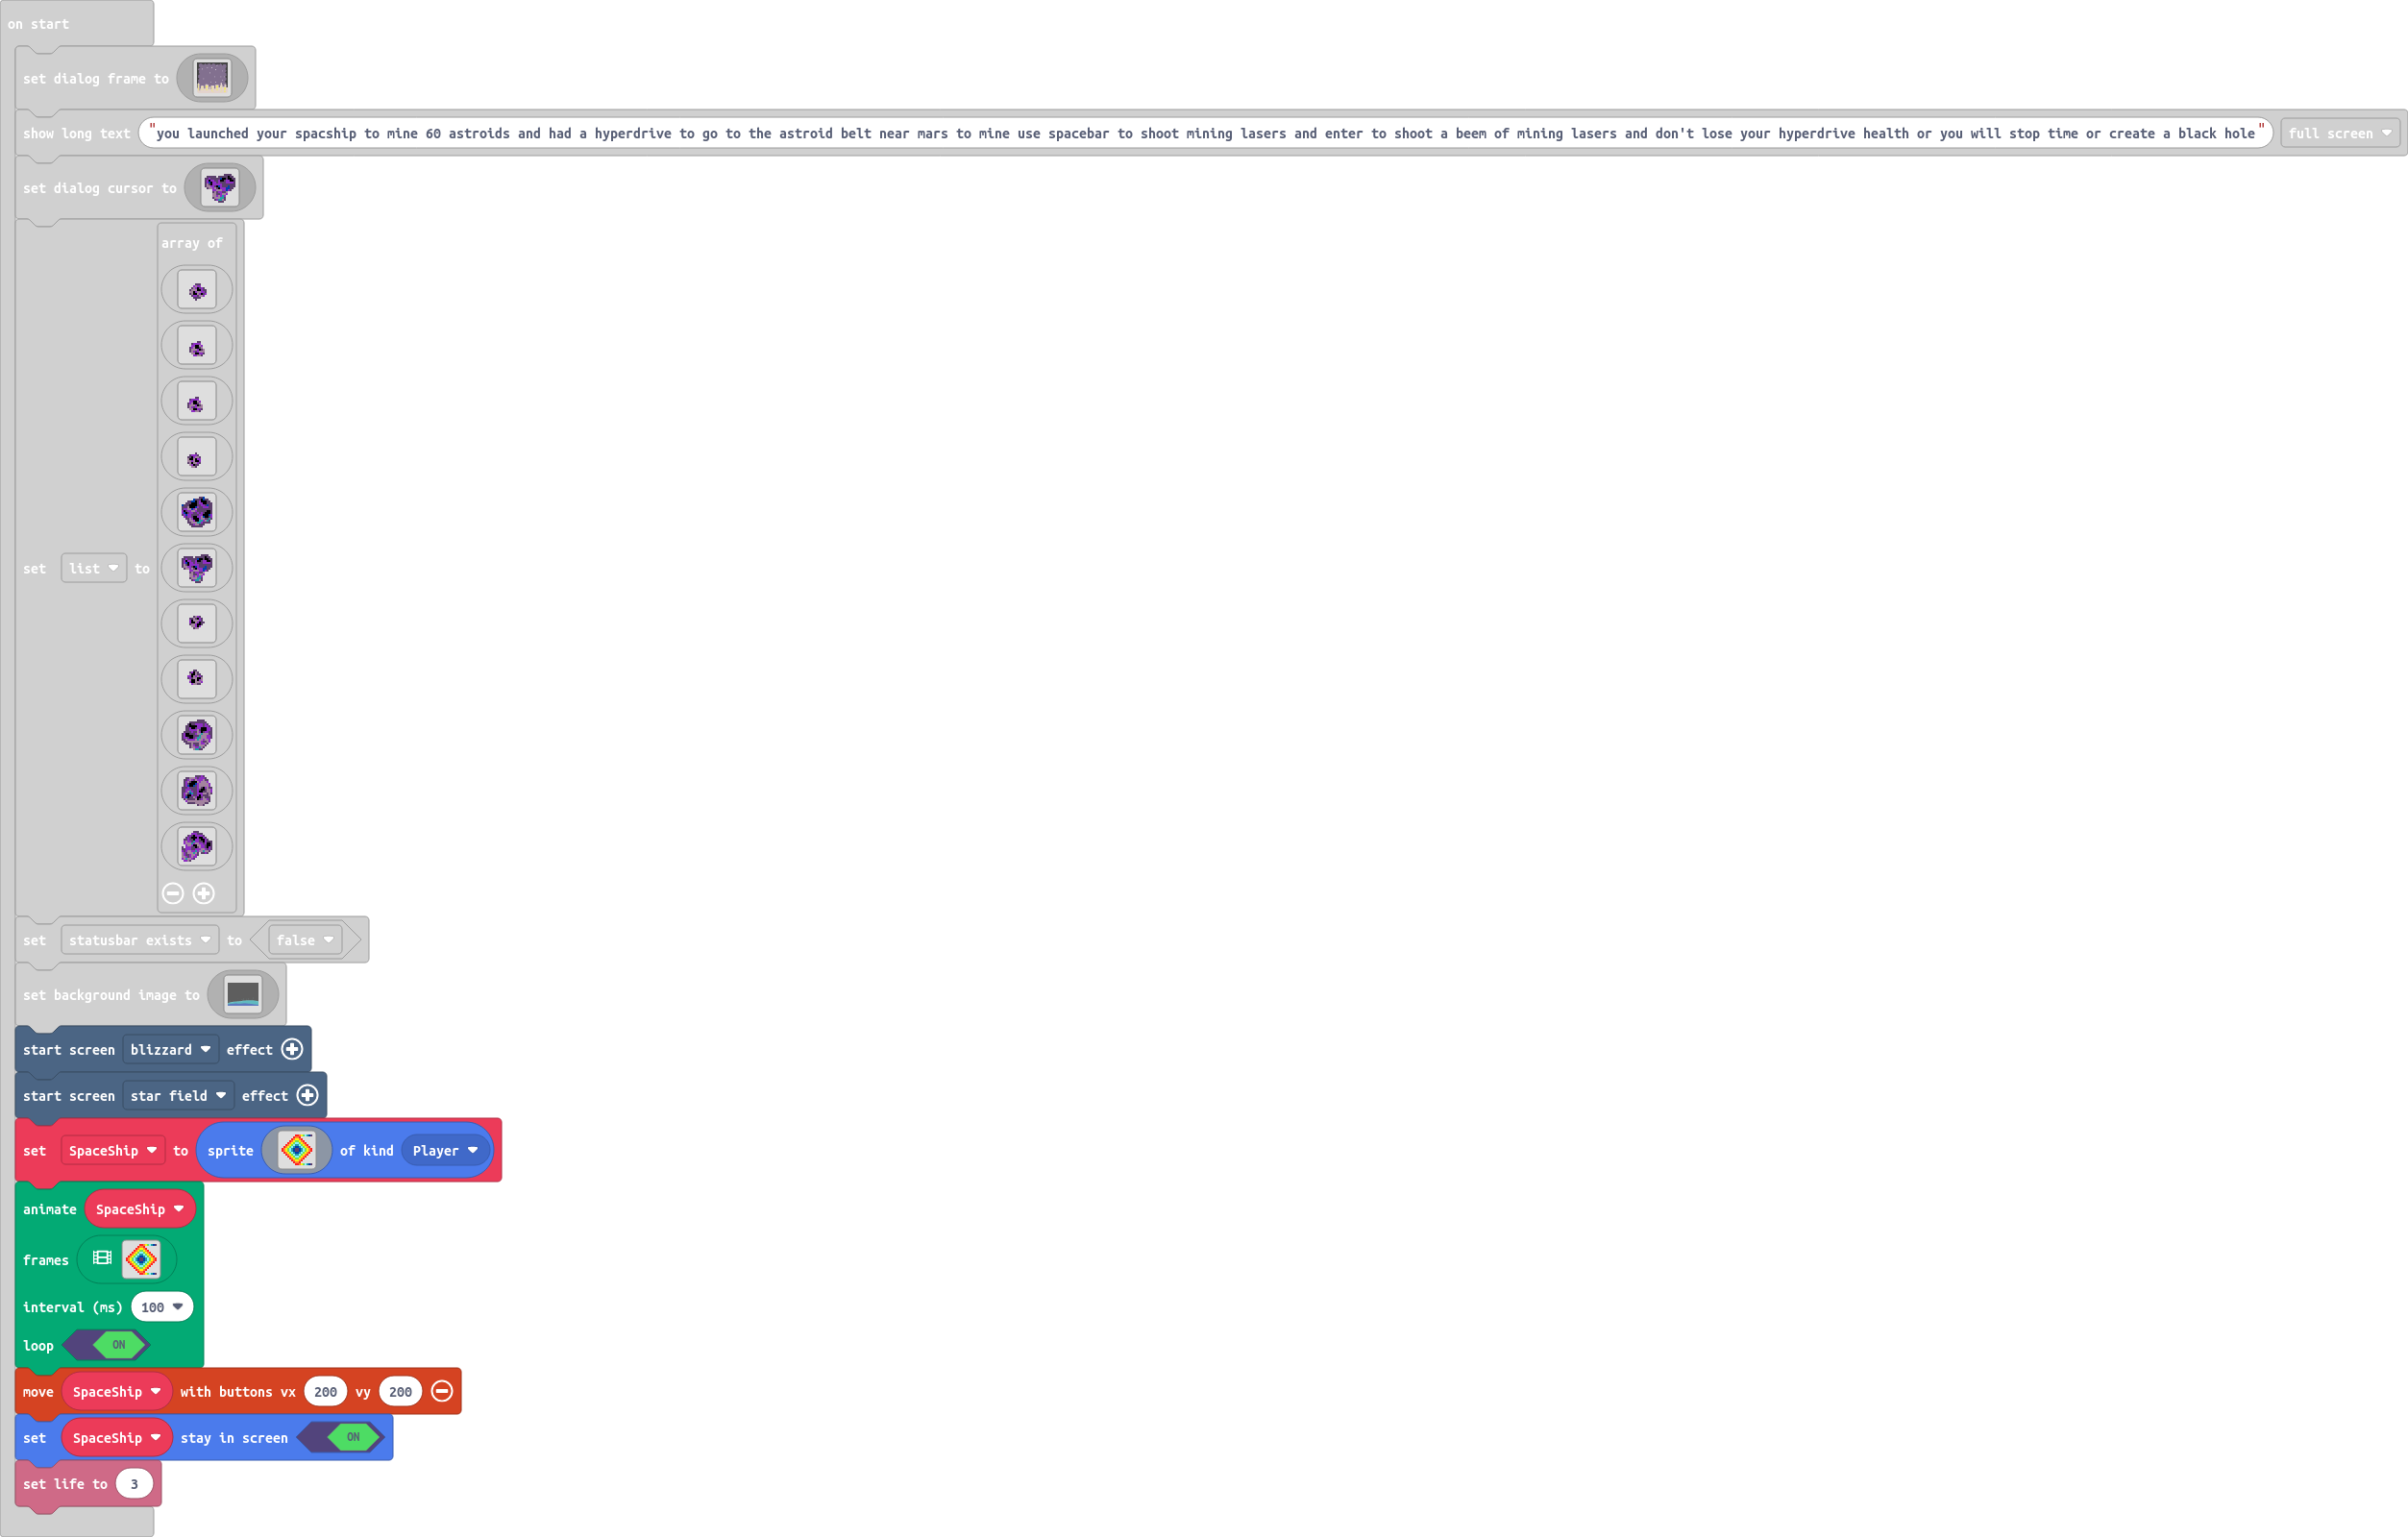 on start
set dialog frame to
show long text "you launched your spacship to mine 60 astroids and had a hyperdrive to go to the astroid belt near mars to mine use spacebar to shoot mining lasers and enter to shoot a beem of mining lasers and don't lose your hyperdrive health or you will stop time or create a black hole" full screen
set dialog cursor to
array of
set list to
set statusbar exists to false
set background image to
start screen blizzard effect
start screen star field effect
set SpaceShip to sprite of kind Player
animate SpaceShip
frames
interval (ms) 100
loop ON
move SpaceShip with buttons vx 200 vy 200
set SpaceShip stay in screen ON
set life to 3